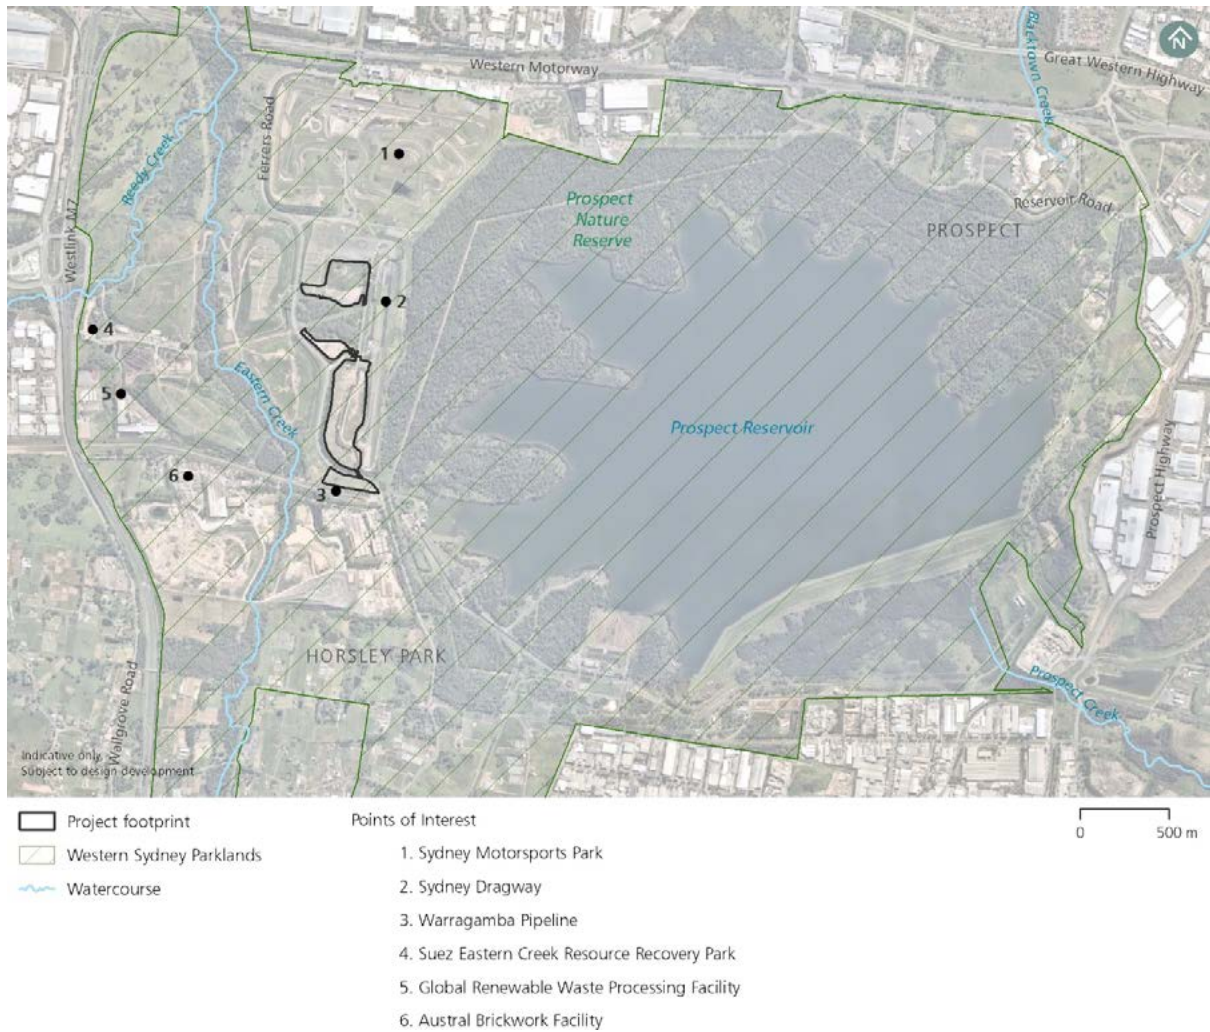 N
Western Motorway
Great Western Highway
Blacktown Creek
Ferrers Road
1
Reedy Creek
Westlink M7
Prospect
Nature
Reserve
Reservoir Road
PROSPECT
2
4
Eastern Creek
5
Prospect Reservoir
Prospect Highway
6
3
HORSLEY PARK
Wallgrove Road
Prospect Creek
Indicative only
Subject to design development
Project footprint
Western Sydney Parklands
Watercourse
Points of Interest
1. Sydney Motorsports Park
2. Sydney Dragway
3. Warragamba Pipeline
4. Suez Eastern Creek Resource Recovery Park
5. Global Renewable Waste Processing Facility
6. Austral Brickwork Facility
0 500 m